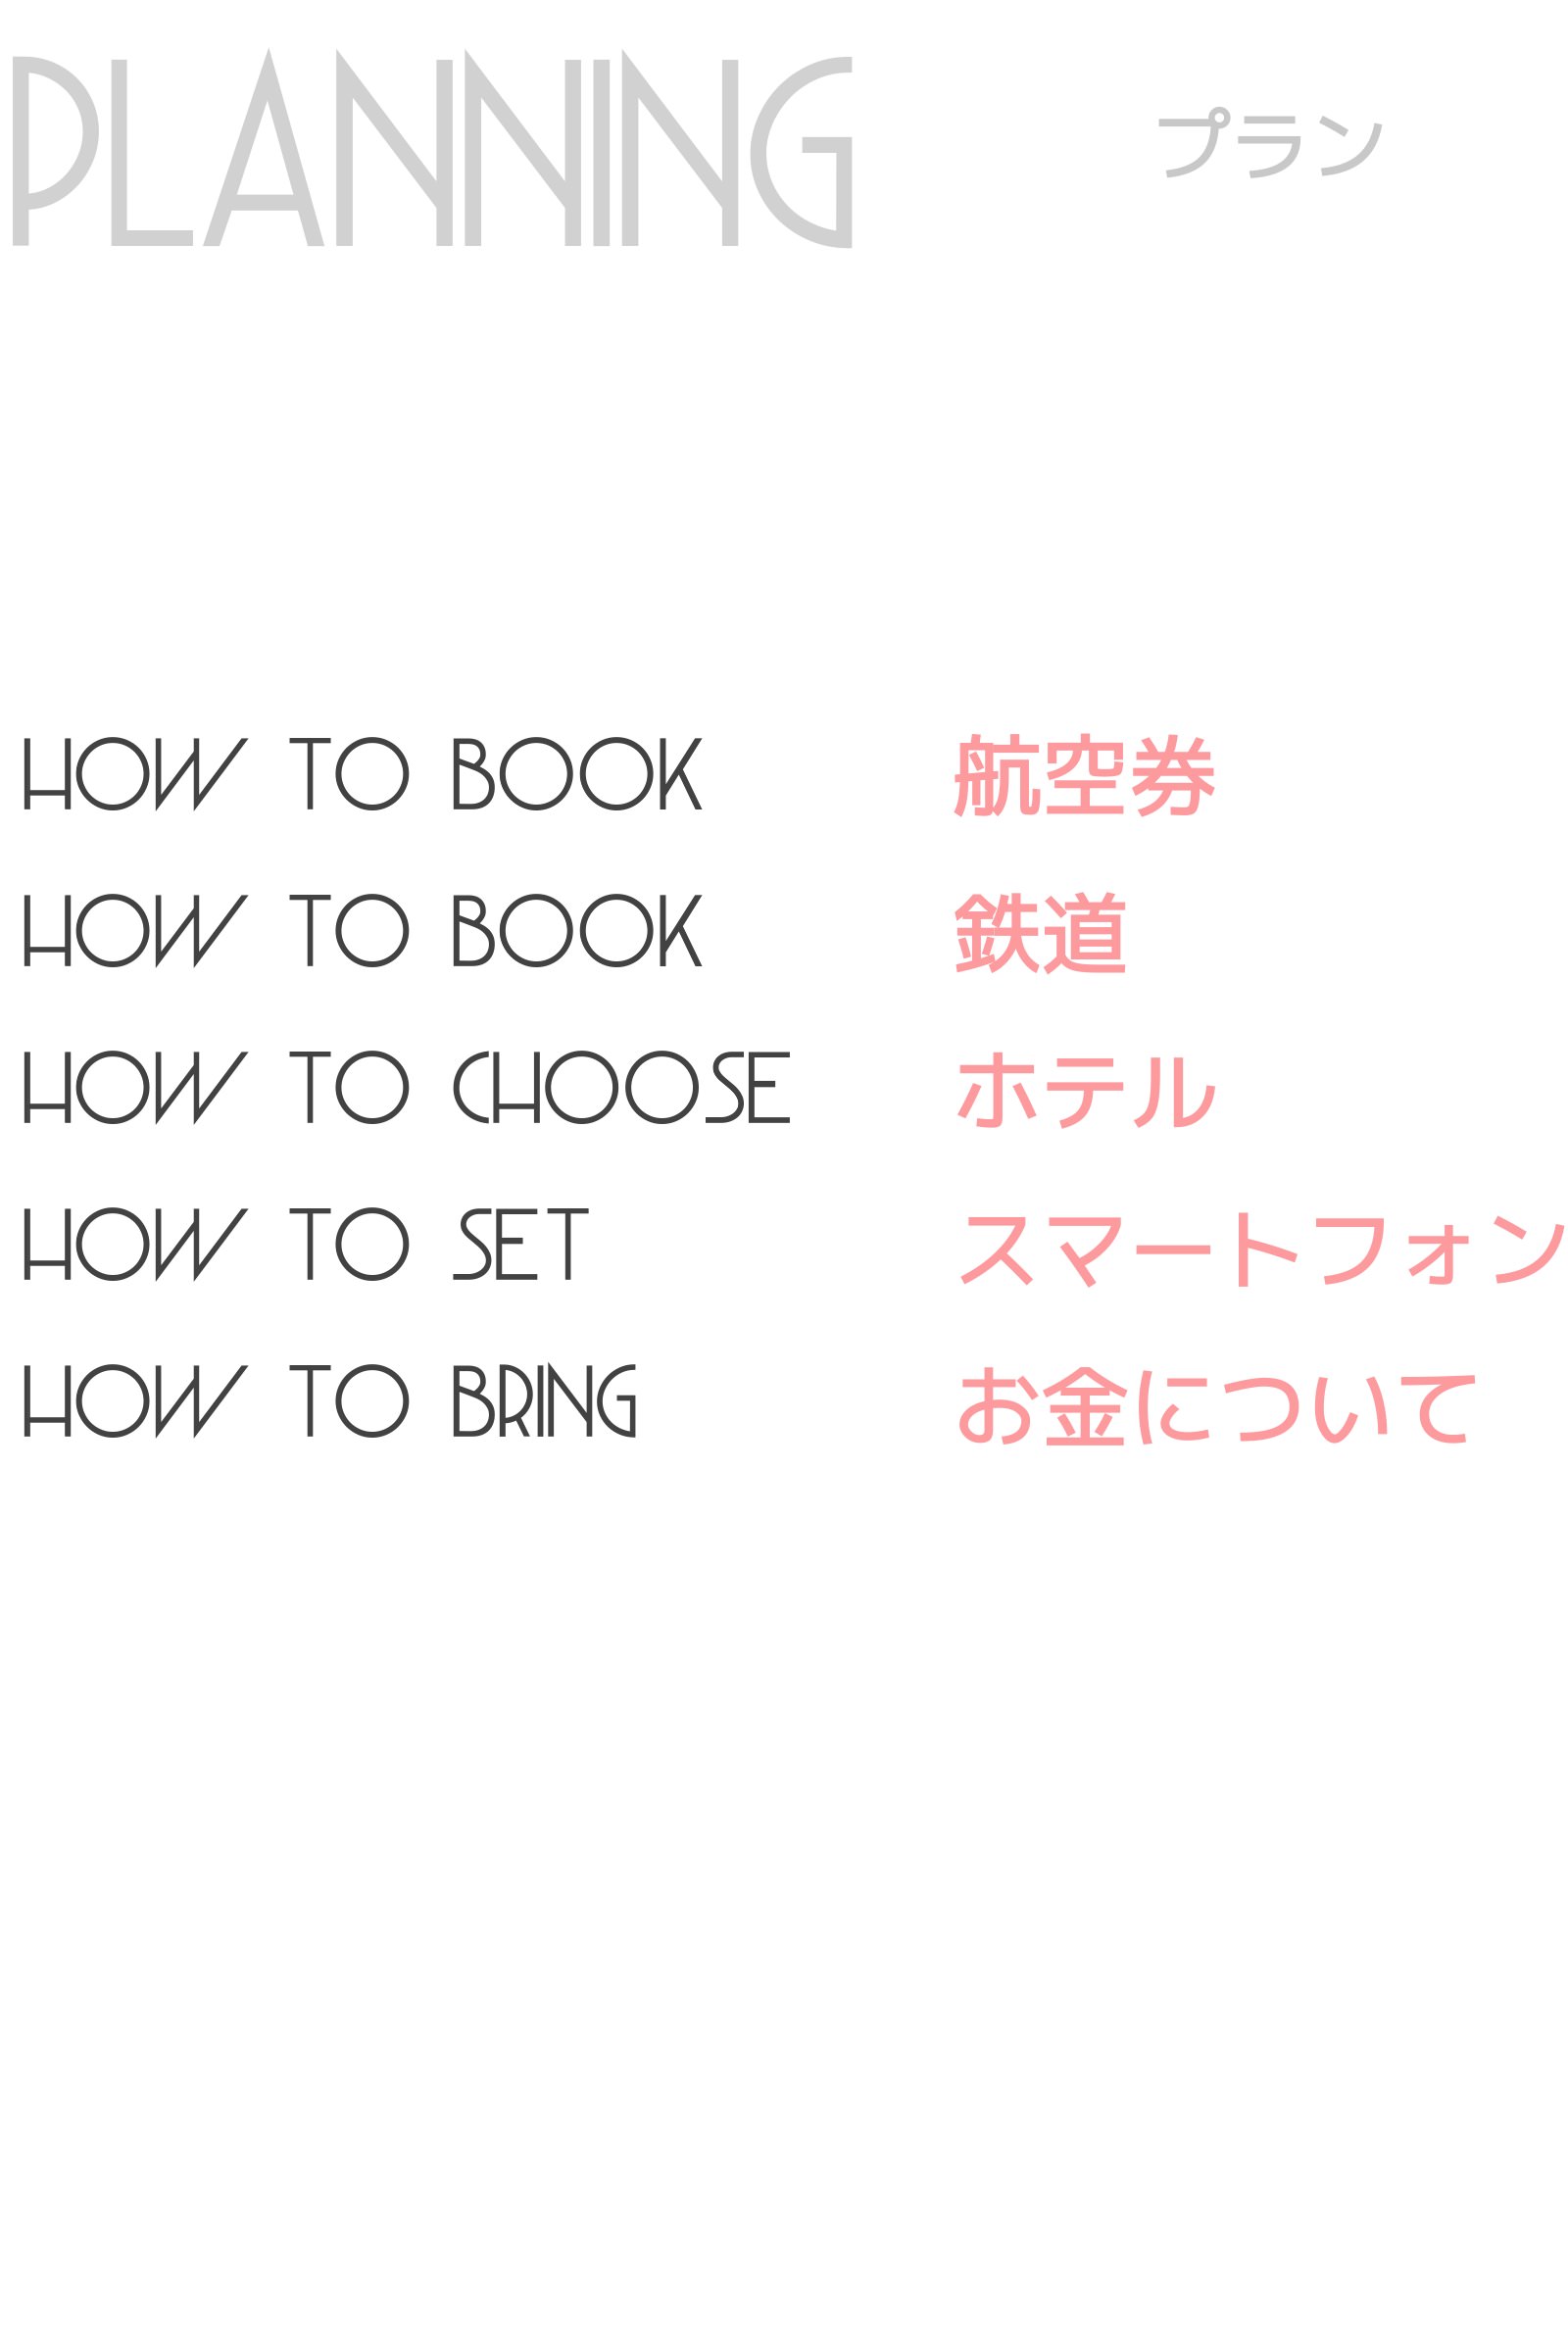 PLANNING プラン
HOW TO BOOK 航空券
HOW TO BOOK 鉄道
HOW TO CHOOSE ホテル
HOW TO SET スマートフォン
HOW TO BRING お金について